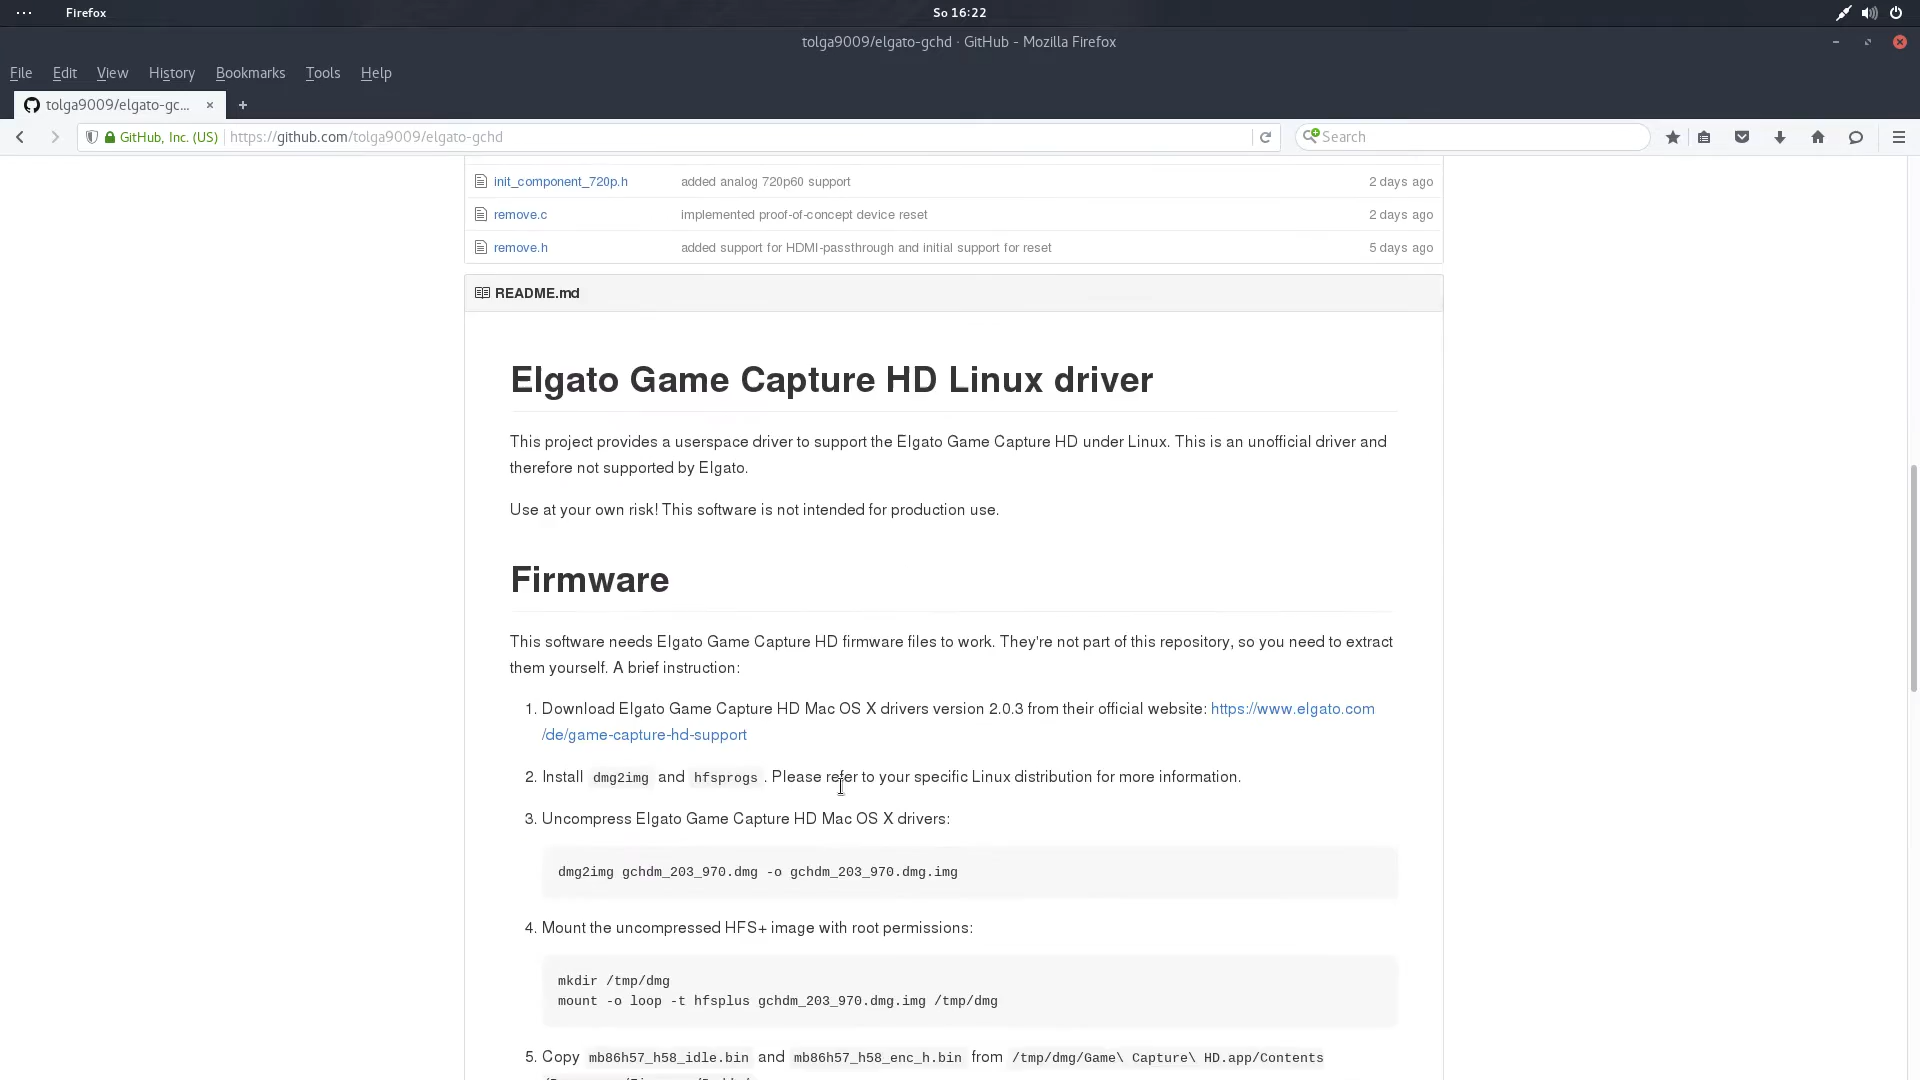 Firefox
So 16:22
tolga9009/elgato-gchd · GitHub - Mozilla Firefox
File Edit View History Bookmarks Tools Help
tolga9009/elgato-gc...
GitHub, Inc. (US) https://github.com/tolga9009/elgato-gchd Search
init_component_720p.h added analog 720p60 support 2 days ago
remove.c implemented proof-of-concept device reset 2 days ago
remove.h added support for HDMI-passthrough and initial support for reset 5 days ago
README.md
Elgato Game Capture HD Linux driver
This project provides a userspace driver to support the Elgato Game Capture HD under Linux. This is an unofficial driver and
therefore not supported by Elgato.
Use at your own risk! This software is not intended for production use.
Firmware
This software needs Elgato Game Capture HD firmware files to work. They're not part of this repository, so you need to extract
them yourself. A brief instruction:
1. Download Elgato Game Capture HD Mac OS X drivers version 2.0.3 from their official website: https://www.elgato.com
/de/game-capture-hd-support
2. Install dmg2img and hfsprogs . Please refer to your specific Linux distribution for more information.
3. Uncompress Elgato Game Capture HD Mac OS X drivers:
dmg2img gchdm_203_970.dmg -o gchdm_203_970.dmg.img
4. Mount the uncompressed HFS+ image with root permissions:
mkdir /tmp/dmg
mount -o loop -t hfsplus gchdm_203_970.dmg.img /tmp/dmg
5. Copy mb86h57_h58_idle.bin and mb86h57_h58_enc_h.bin from /tmp/dmg/Game\ Capture\ HD.app/Contents